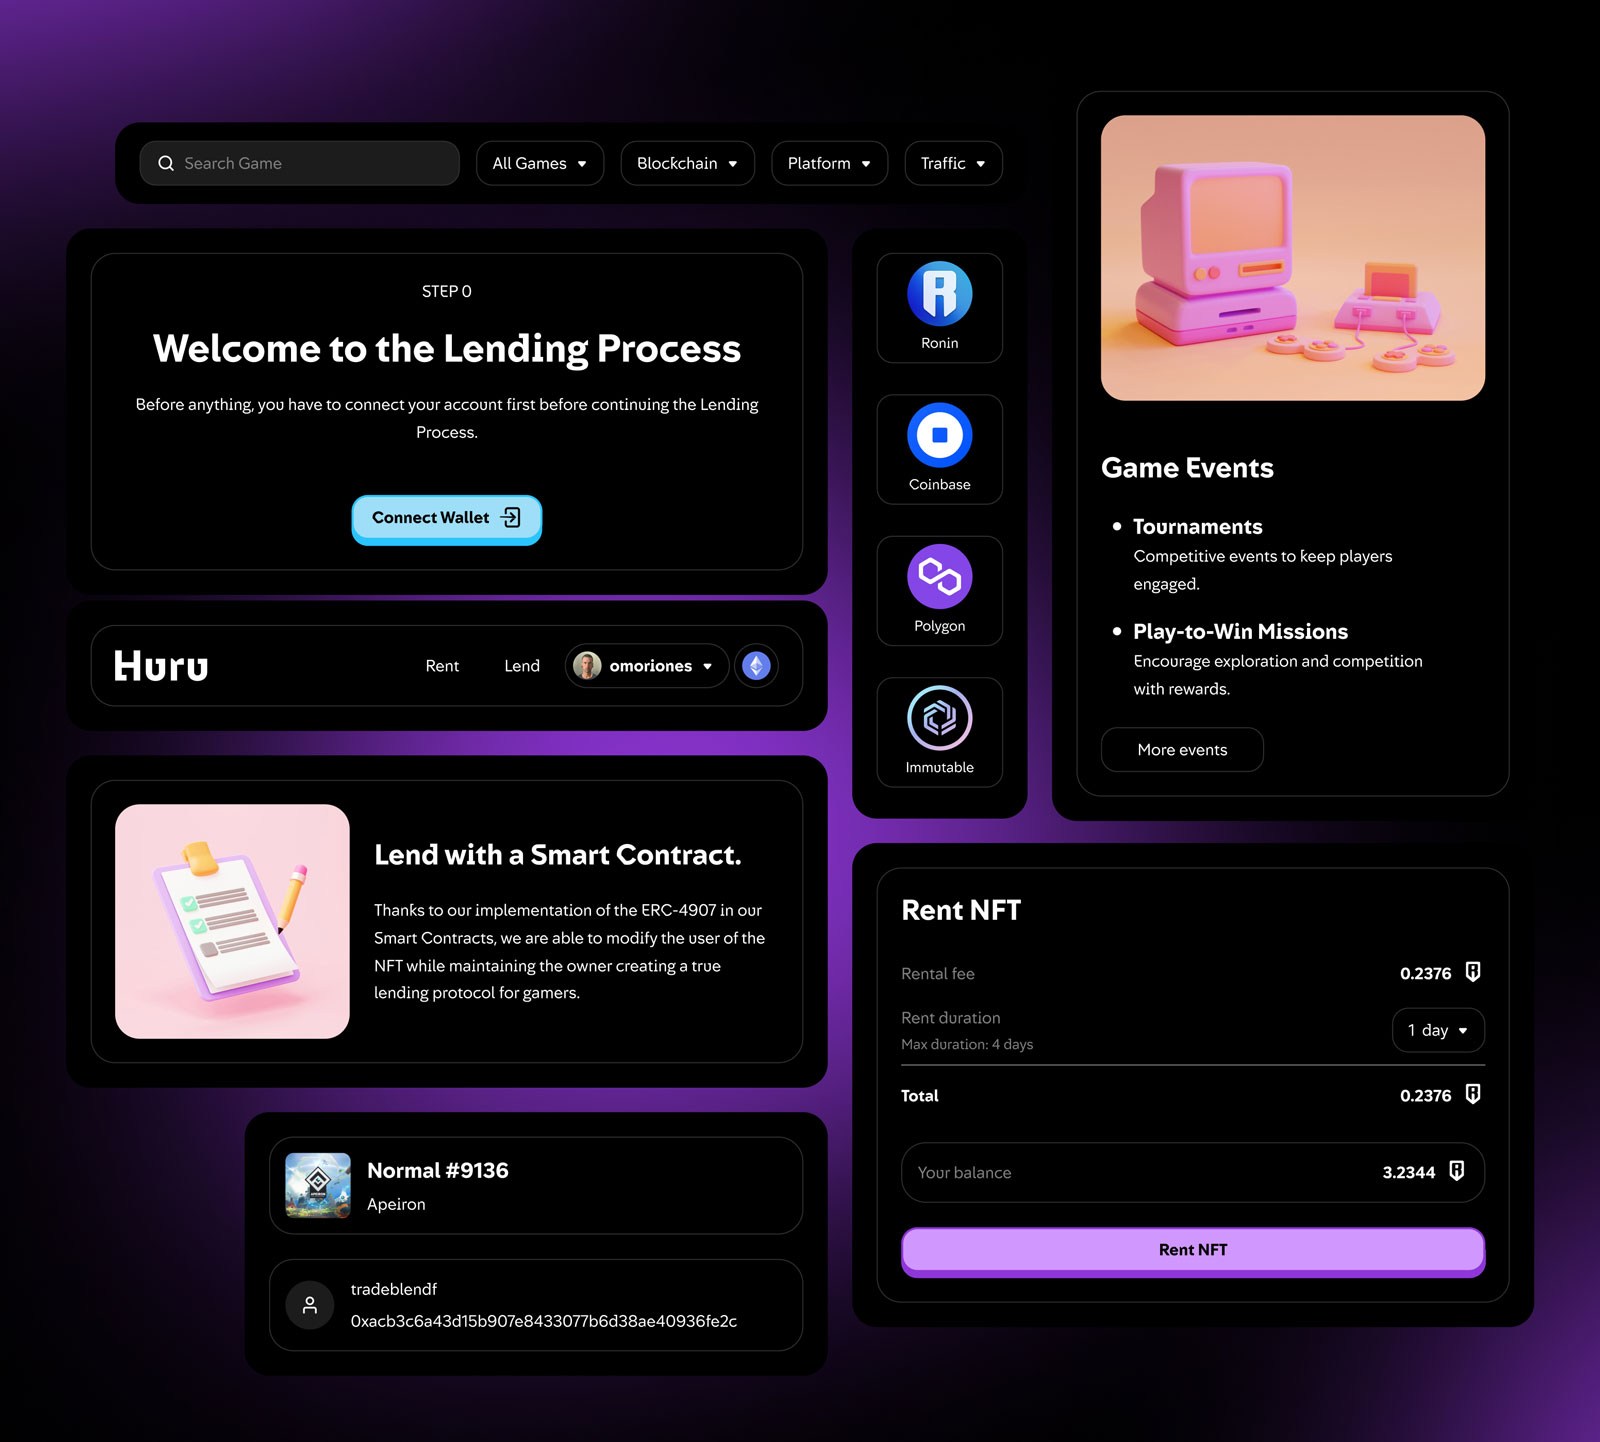 Search Game
All Games
Blockchain
Platform
Traffic
STEP 0
Welcome to the Lending Process
Before anything, you have to connect your account first before continuing the Lending
Process.
Connect Wallet
Huru
Rent
Lend
omoriones
Lend with a Smart Contract.
Thanks to our implementation of the ERC-4907 in our
Smart Contracts, we are able to modify the user of the
NFT while maintaining the owner creating a true
lending protocol for gamers.
APEIRON
Normal #9136
Apeiron
tradeblendf
0xacb3c6a43d15b907e8433077b6d38ae40936fe2c
Ronin
Coinbase
Polygon
Immutable
Game Events
Tournaments
Competitive events to keep players
engaged.
Play-to-Win Missions
Encourage exploration and competition
with rewards.
More events
Rent NFT
Rental fee
0.2376
Rent duration
Max duration: 4 days
1 day
Total
0.2376
Your balance
3.2344
Rent NFT